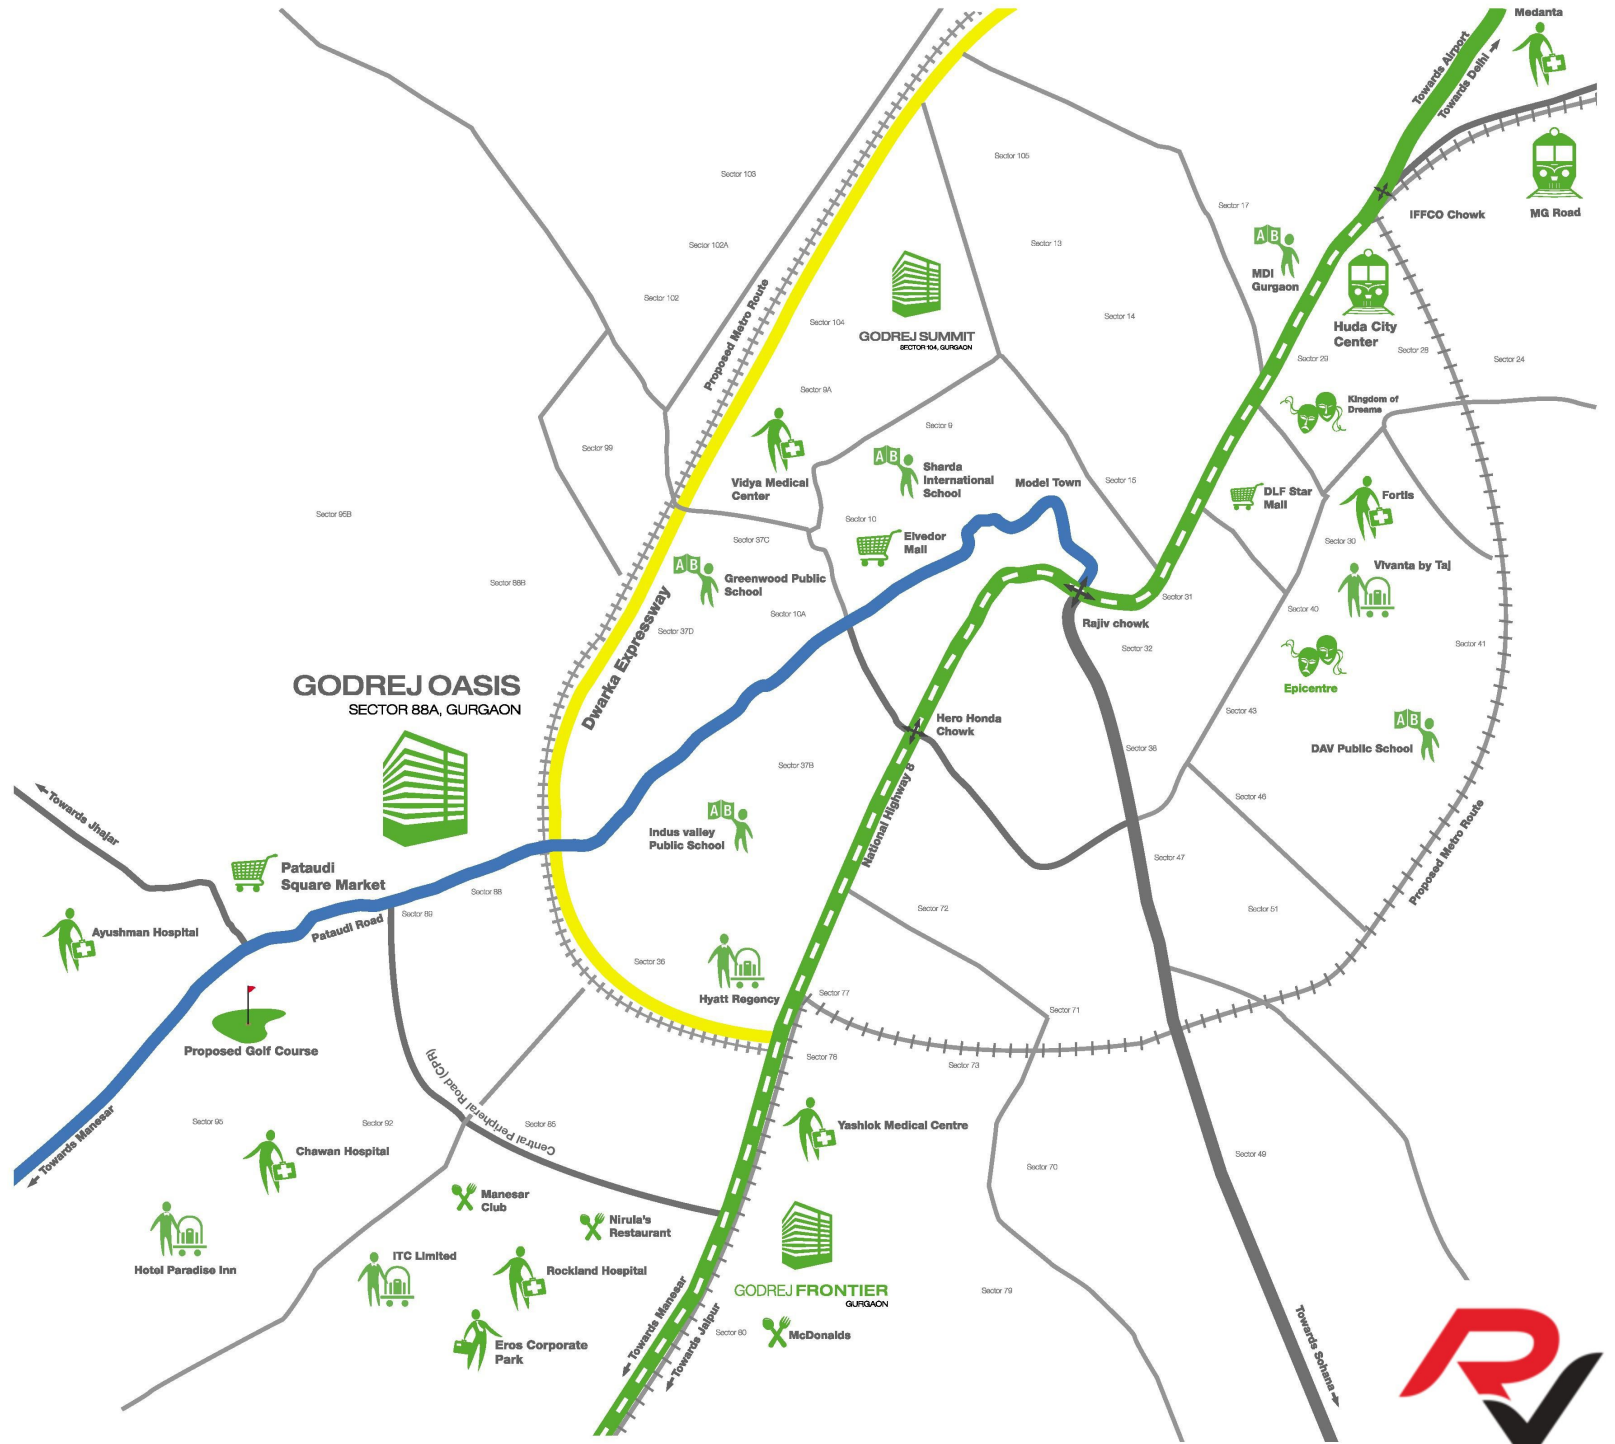 Medanta
Towards Airport
Towards Delhi
MG Road
IFFCO Chowk
Sector 105
Sector 103
Sector 17
Sector 13
Sector 102A
MDI
Gurgaon
Sector 102
Proposed Metro Route
Sector 104
GODREJ SUMMIT
SECTOR 104, GURGAON
Sector 14
Huda City
Center
Sector 29
Sector 28
Sector 24
Sector 9A
Kingdom of
Dreams
Sector 9
Sector 99
Vidya Medical
Center
Sharda
International
School
Model Town
Sector 15
DLF Star
Mall
Fortis
Sector 95B
Sector 10
Elvedor
Mall
Sector 37C
Sector 30
Vivanta by Taj
Sector 88B
Greenwood Public
School
Sector 10A
Sector 31
Sector 40
Rajiv chowk
Sector 37D
Dwarka Expressway
Sector 32
Sector 41
Epicentre
GODREJ OASIS
SECTOR 88A, GURGAON
Hero Honda
Chowk
Sector 43
Sector 38
DAV Public School
Sector 37B
Sector 46
National Highway 8
Towards Jhajar
Indus valley
Public School
Sector 47
Proposed Metro Route
Pataudi
Square Market
Sector 88
Sector 89
Pataudi Road
Sector 72
Sector 51
Ayushman Hospital
Sector 36
Hyatt Regency
Sector 77
Sector 71
Proposed Golf Course
Sector 76
Sector 73
Central Peripheral Road (CPR)
Sector 95
Sector 92
Sector 85
Yashlok Medical Centre
Towards Manesar
Chawan Hospital
Sector 70
Sector 49
Manesar
Club
Nirula's
Restaurant
Hotel Paradise Inn
ITC Limited
Rockland Hospital
GODREJ FRONTIER
GURGAON
Sector 79
Towards Manesar
Towards Jaipur
Sector 80
McDonalds
Eros Corporate
Park
Towards Sohana
A B
A B
A B
A B
A B
RV